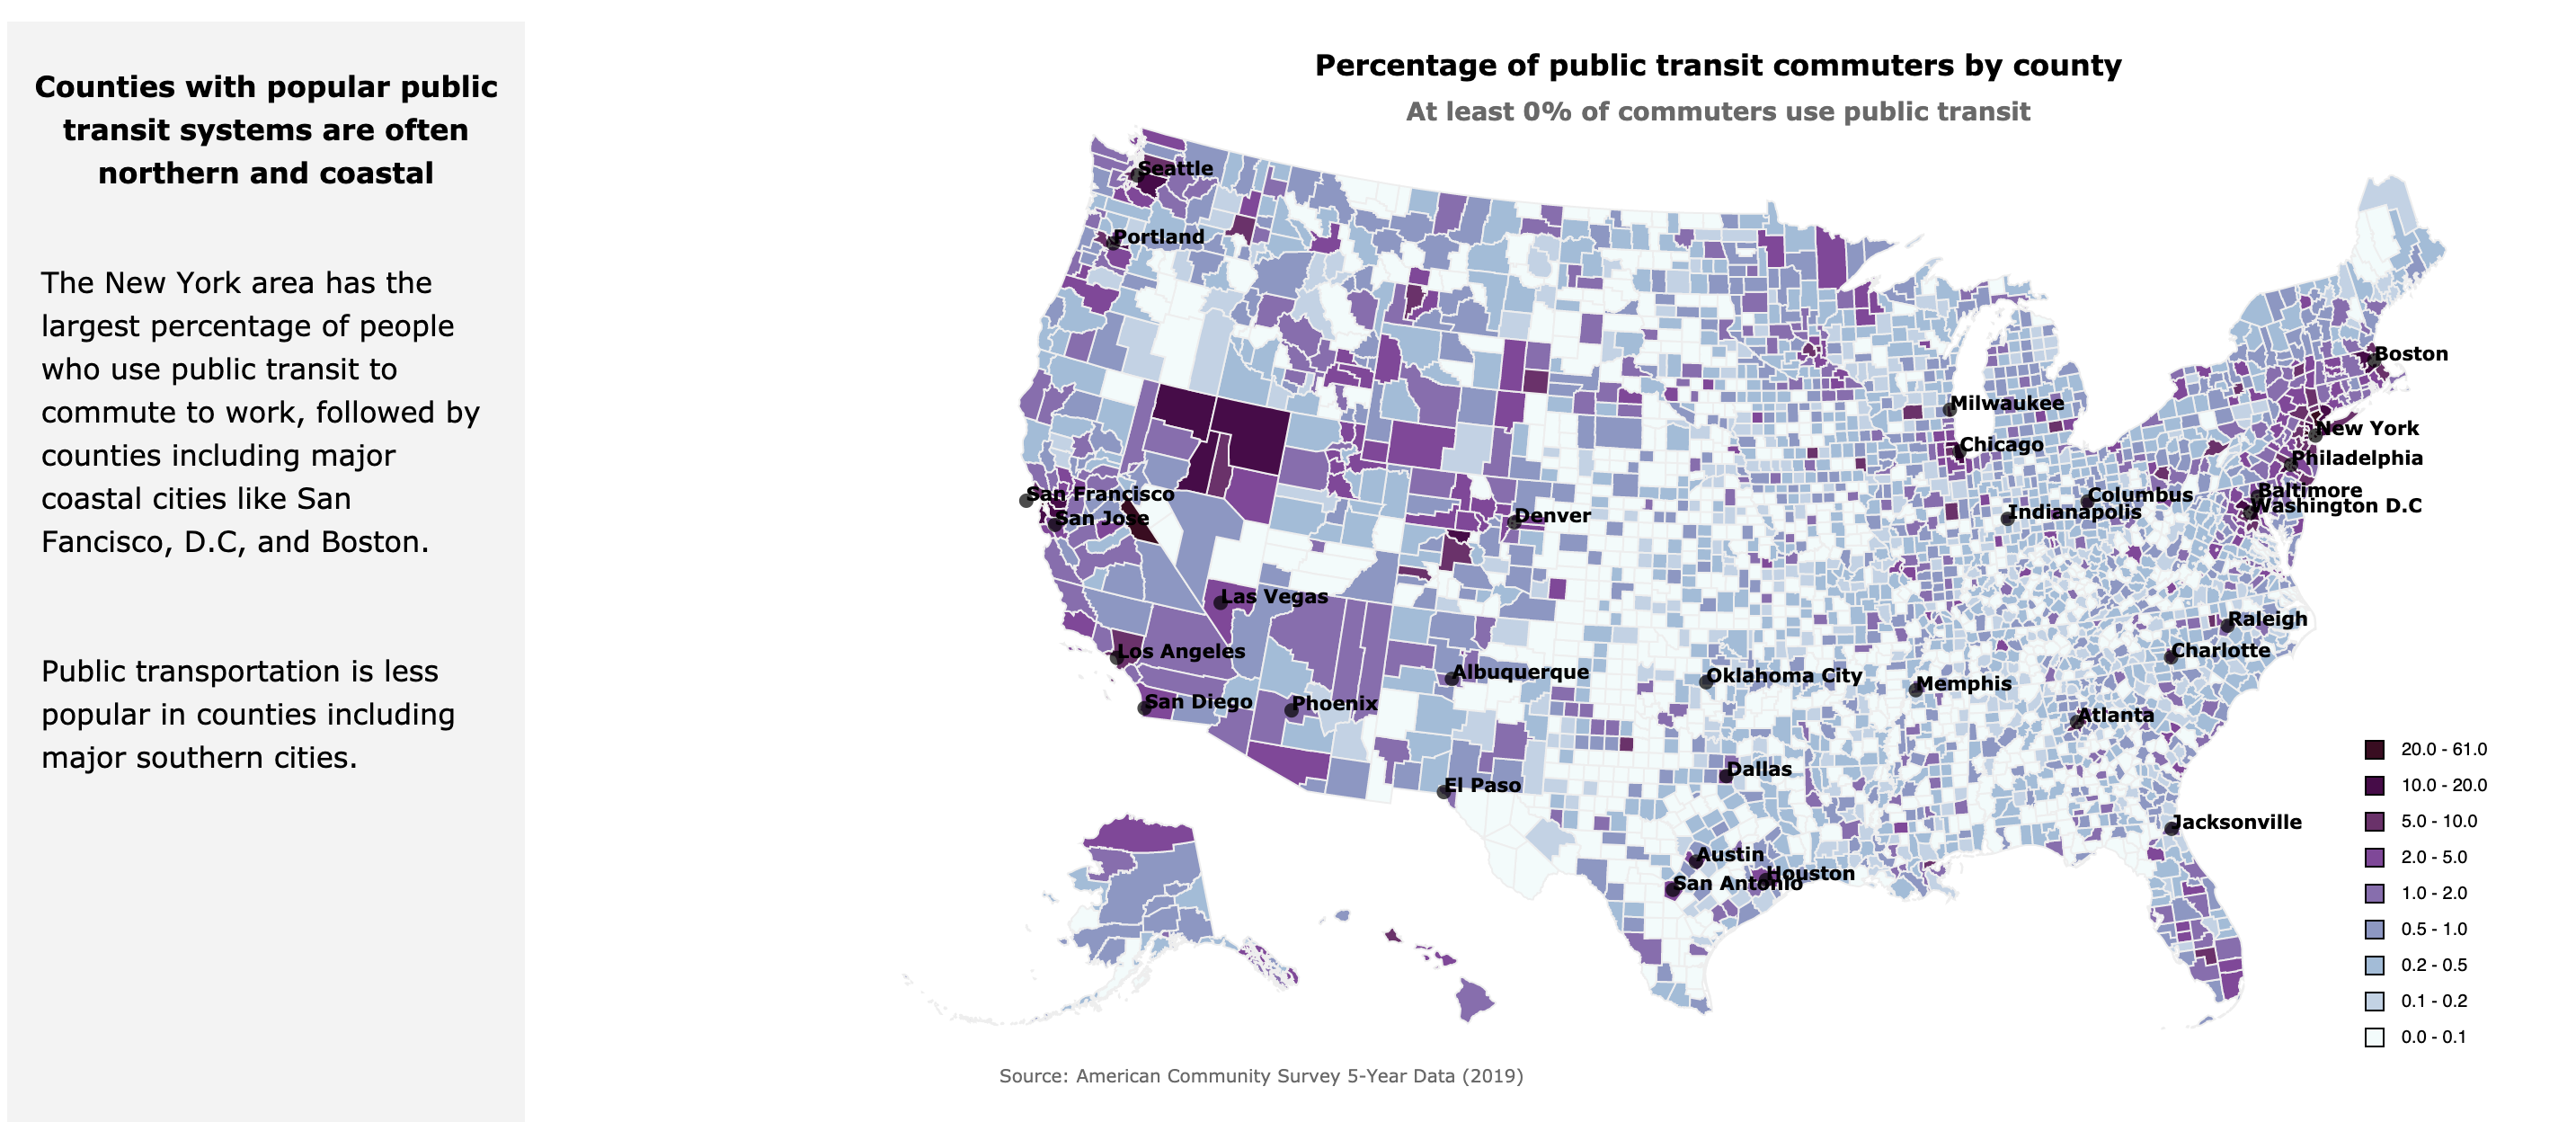 Counties with popular public
transit systems are often
northern and coastal
The New York area has the
largest percentage of people
who use public transit to
commute to work, followed by
counties including major
coastal cities like San
Fancisco, D.C, and Boston.
Public transportation is less
popular in counties including
major southern cities.
Percentage of public transit commuters by county
At least 0% of commuters use public transit
Seattle
Portland
Boston
Milwaukee
New York
Chicago
Philadelphia
San Francisco
Columbus
Baltimore
Washington D.C
Indianapolis
San Jose
Denver
Las Vegas
Raleigh
Los Angeles
Charlotte
Albuquerque
Oklahoma City
Memphis
San Diego
Phoenix
Atlanta
Dallas
El Paso
Jacksonville
Austin
Houston
San Antonio
20.0 - 61.0
10.0 - 20.0
5.0 - 10.0
2.0 - 5.0
1.0 - 2.0
0.5 - 1.0
0.2 - 0.5
0.1 - 0.2
0.0 - 0.1
Source: American Community Survey 5-Year Data (2019)